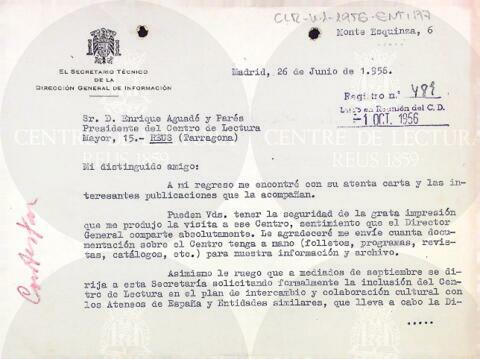 CLR-U.I-1956-ENT.197
Monte Esquinza, 6
EL SECRETARIO TÉCNICO
DE LA
DIRECCIÓN GENERAL DE INFORMACIÓN
Madrid, 26 de Junio de 1.956.
Registro n.º 489
Leído en Reunión del C. D.
-1 OCT. 1956
Sr. D. Enrique Aguadé y Parés
Presidente del Centro de Lectura
Mayor, 15.- REUS (Tarragona)
CENTRE DE LECTURA
REUS 1859
Mi distinguido amigo:
A mi regreso me encontré con su atenta carta y las in-
teresantes publicaciones que la acompañan.
Contestar
Pueden Vds. tener la seguridad de la grata impresión
que me produjo la visita a ese Centro, sentimiento que el Director
General comparte absolutamente. Le agradeceré me envíe cuanta docu-
mentación sobre el Centro tenga a mano (folletos, programas, revis-
tas, catálogos, etc.) para nuestra información y archivo.
Asimismo le ruego que a mediados de septiembre se di-
rija a esta Secretaría solicitando formalmente la inclusión del Cen-
tro de Lectura en el plan de intercambio y colaboración cultural con
los Ateneos de España y Entidades similares, que lleva a cabo la Di-
.....